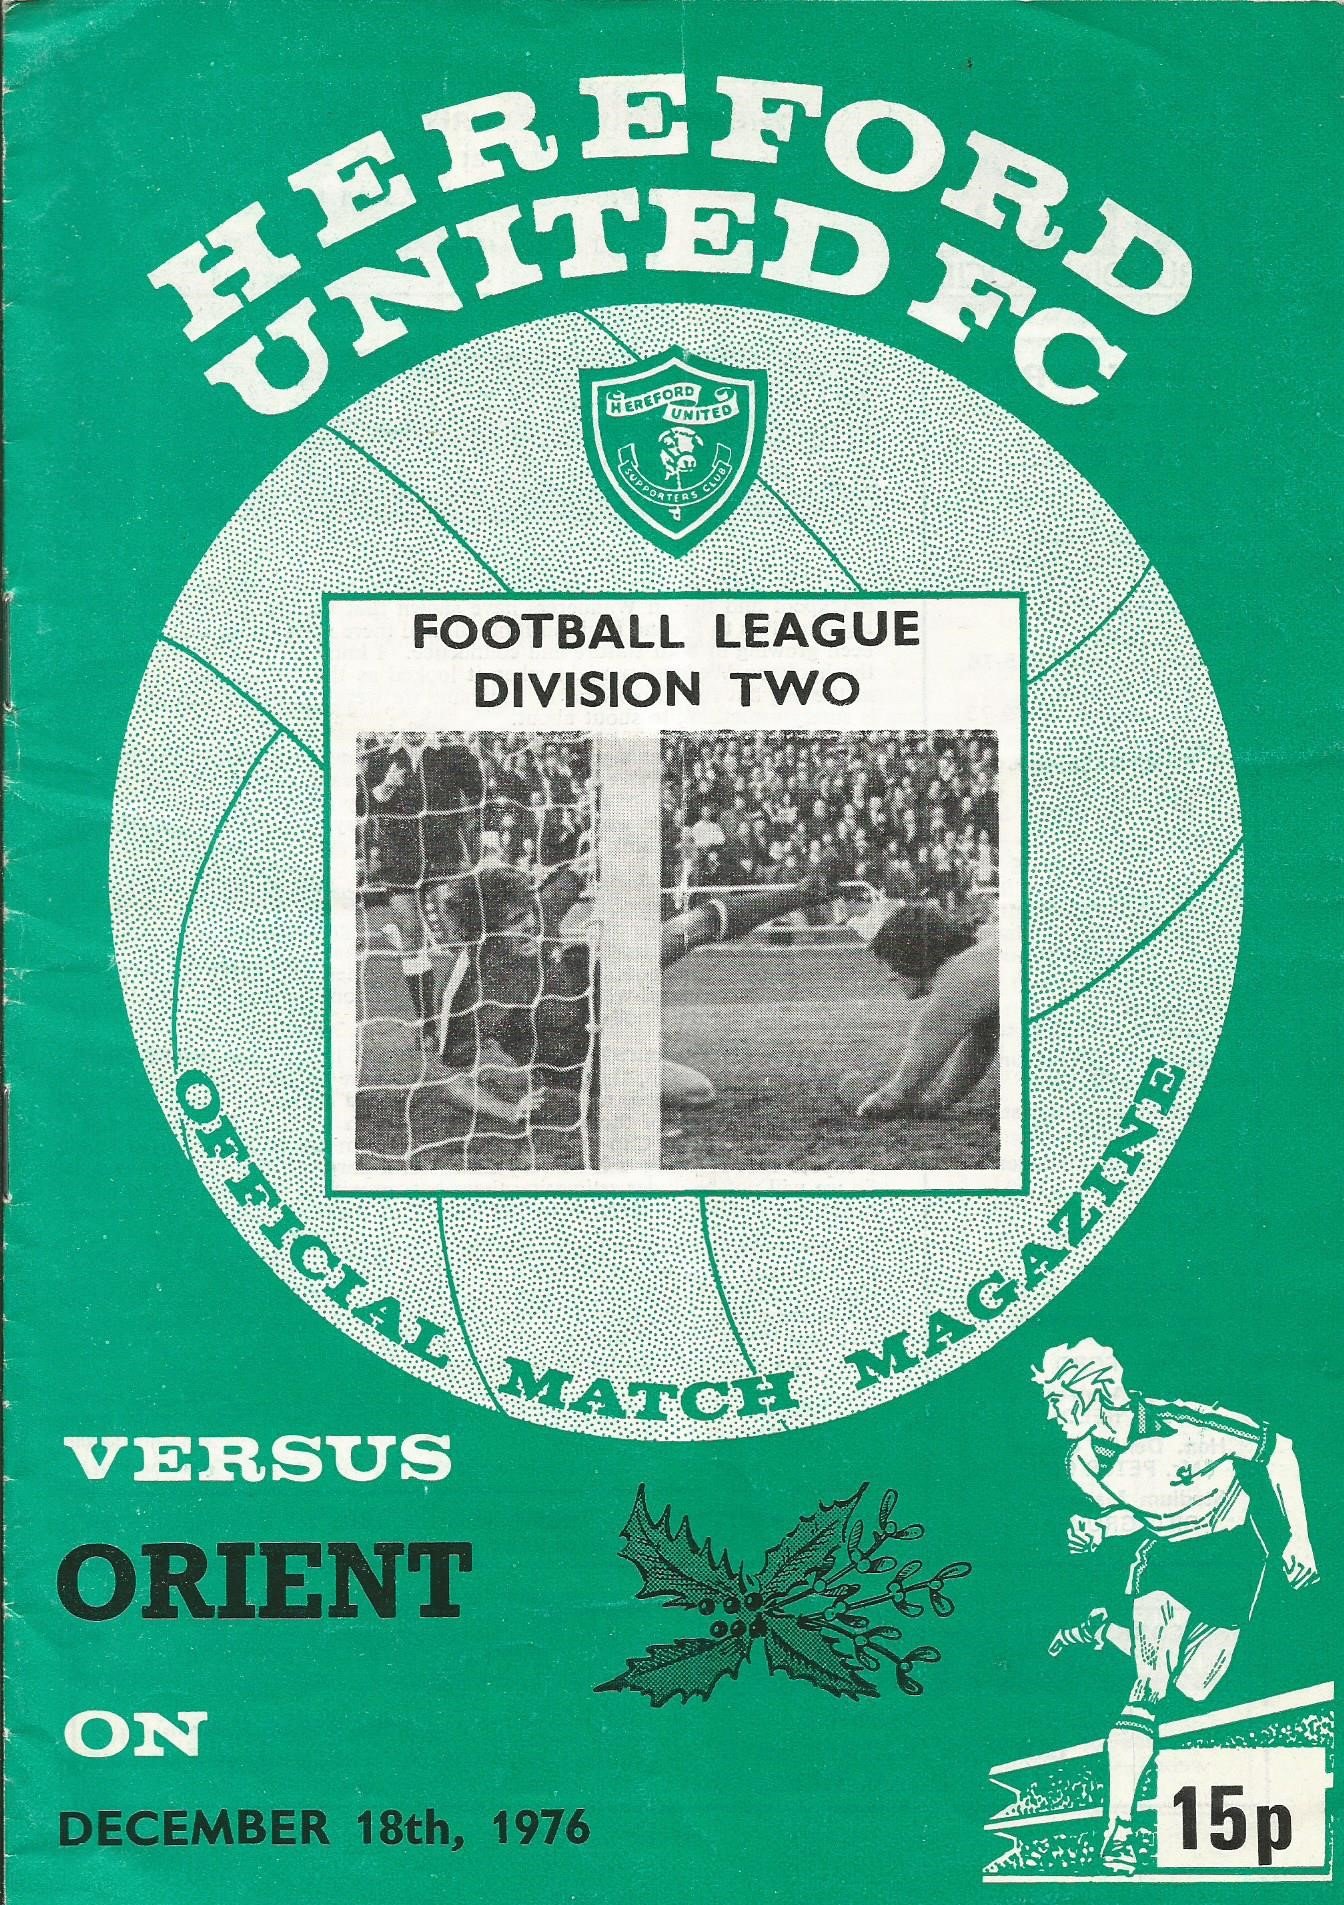 HEREFORD
UNITED FC
HEREFORD
UNITED
SUPPORTERS CLUB
FOOTBALL LEAGUE
DIVISION TWO
OFFICIAL MATCH MAGAZINE
VERSUS
ORIENT
ON
DECEMBER 18th, 1976
15p